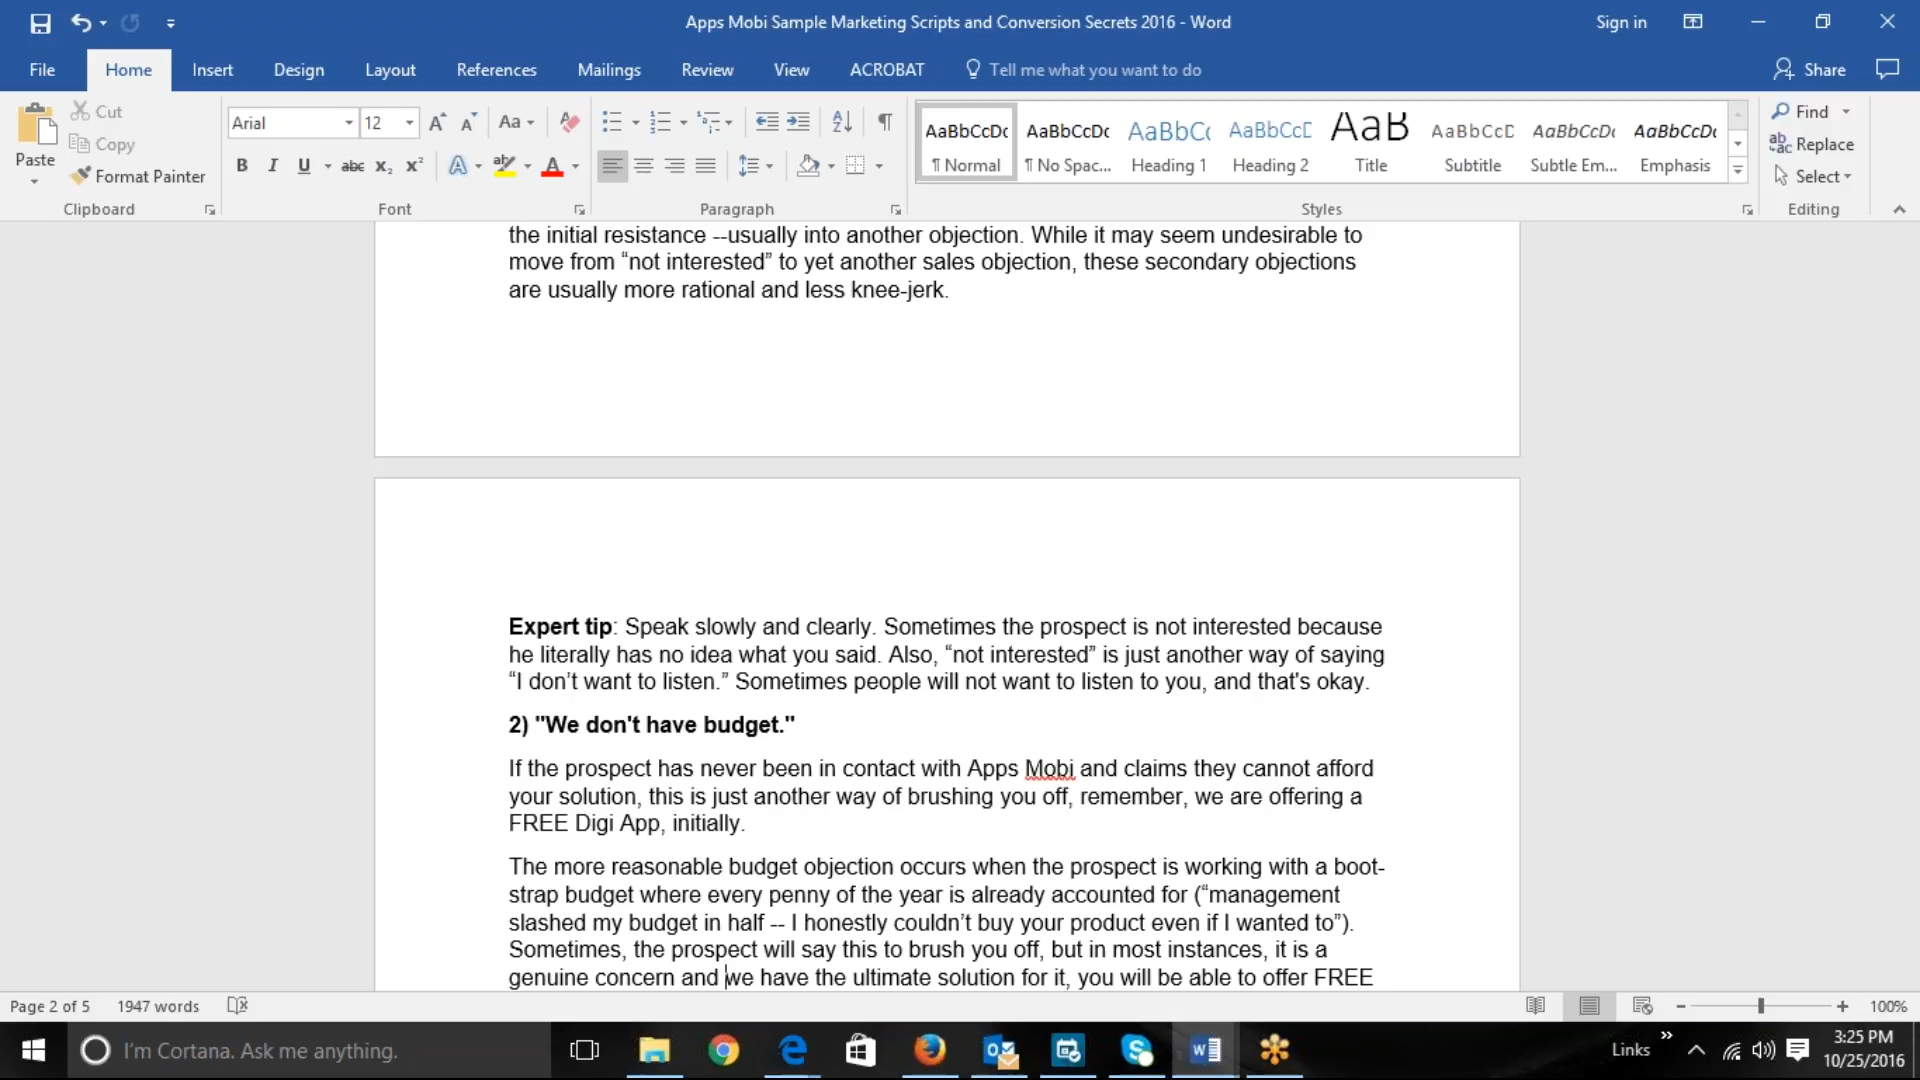 Apps Mobi Sample Marketing Scripts and Conversion Secrets 2016 - Word
Sign in
File Home Insert Design Layout References Mailings Review View ACROBAT Tell me what you want to do Share
Paste
Cut
Copy
Format Painter
Clipboard
Arial 12
Font
Paragraph
AaBbCcDc AaBbCcDc AaBbCc AaBbCcD AaB AaBbCcD AaBbCcDc AaBbCcDc
¶ Normal ¶ No Spac... Heading 1 Heading 2 Title Subtitle Subtle Em... Emphasis
Styles
Find
Replace
Select
Editing
the initial resistance --usually into another objection. While it may seem undesirable to
move from “not interested” to yet another sales objection, these secondary objections
are usually more rational and less knee-jerk.
Expert tip: Speak slowly and clearly. Sometimes the prospect is not interested because
he literally has no idea what you said. Also, “not interested” is just another way of saying
“I don’t want to listen.” Sometimes people will not want to listen to you, and that's okay.
2) "We don't have budget."
If the prospect has never been in contact with Apps Mobi and claims they cannot afford
your solution, this is just another way of brushing you off, remember, we are offering a
FREE Digi App, initially.
The more reasonable budget objection occurs when the prospect is working with a boot-
strap budget where every penny of the year is already accounted for (“management
slashed my budget in half -- I honestly couldn’t buy your product even if I wanted to”).
Sometimes, the prospect will say this to brush you off, but in most instances, it is a
genuine concern and we have the ultimate solution for it, you will be able to offer FREE
Page 2 of 5 1947 words 100%
I'm Cortana. Ask me anything.
Links
3:25 PM
10/25/2016